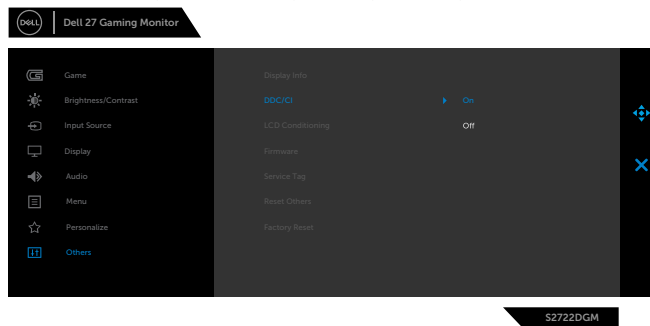 DELL
Dell 27 Gaming Monitor
Game
Display Info
Brightness/Contrast
DDC/CI
On
Input Source
LCD Conditioning
Off
Display
Firmware
Audio
Service Tag
Menu
Reset Others
Personalize
Factory Reset
Others
S2722DGM